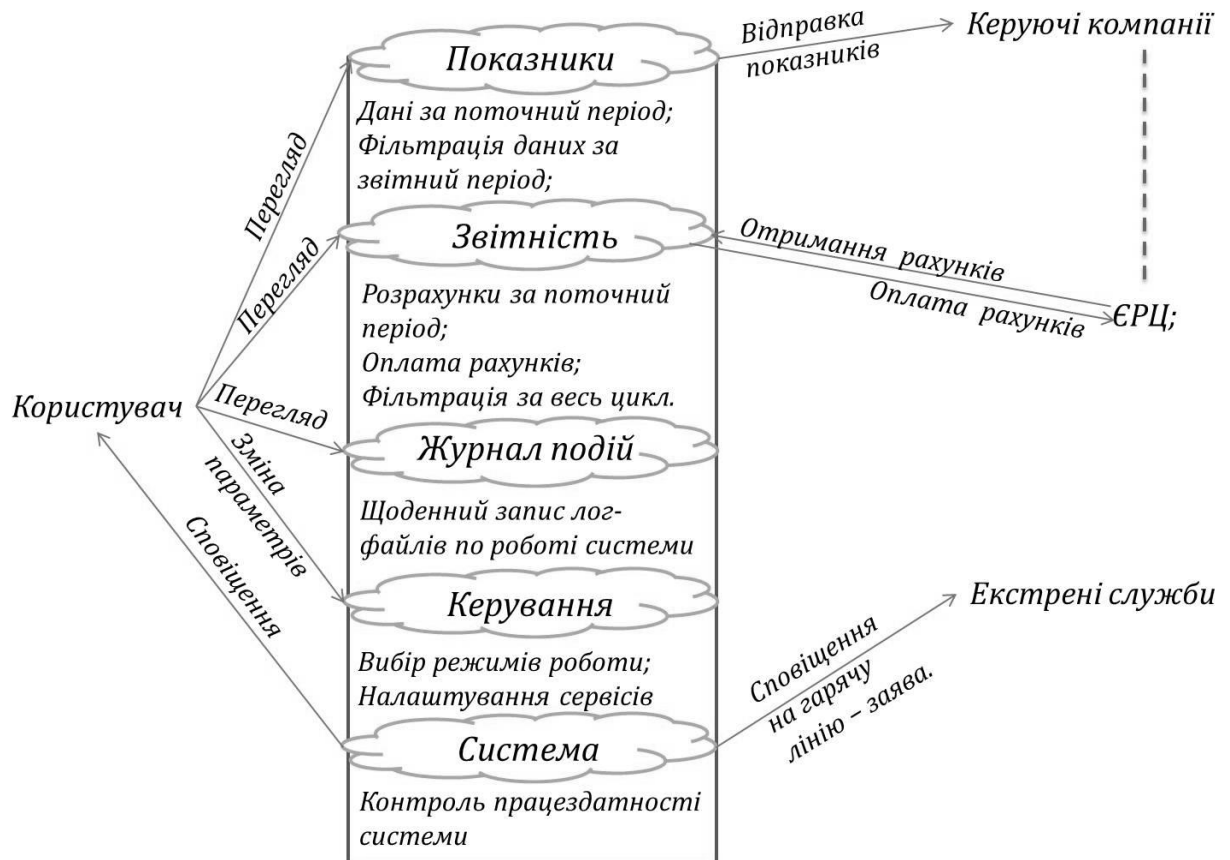 Показники
Відправка
показників
Керуючі компанії
Дані за поточний період;
Фільтрація даних за
звітний період;
Перегляд
Звітність
Перегляд
Отримання рахунків
Оплата рахунків
ЄРЦ;
Розрахунки за поточний
період;
Оплата рахунків;
Фільтрація за весь цикл.
Користувач
Перегляд
Журнал подій
Зміна
параметрів
Щоденний запис лог-
файлів по роботі системи
Сповіщення
Керування
Екстрені служби
Вибір режимів роботи;
Налаштування сервісів
Сповіщення
на гарячу
лінію – заява.
Система
Контроль працездатності
системи